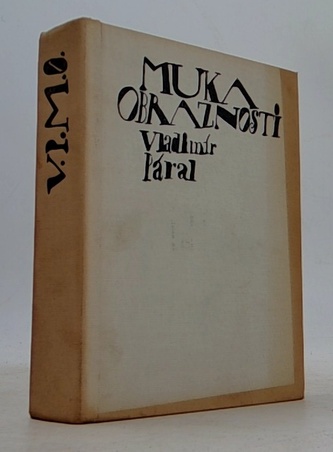 V.P.M.O.
MUKA
OBRAZNOSTI
Vladimír
Páral